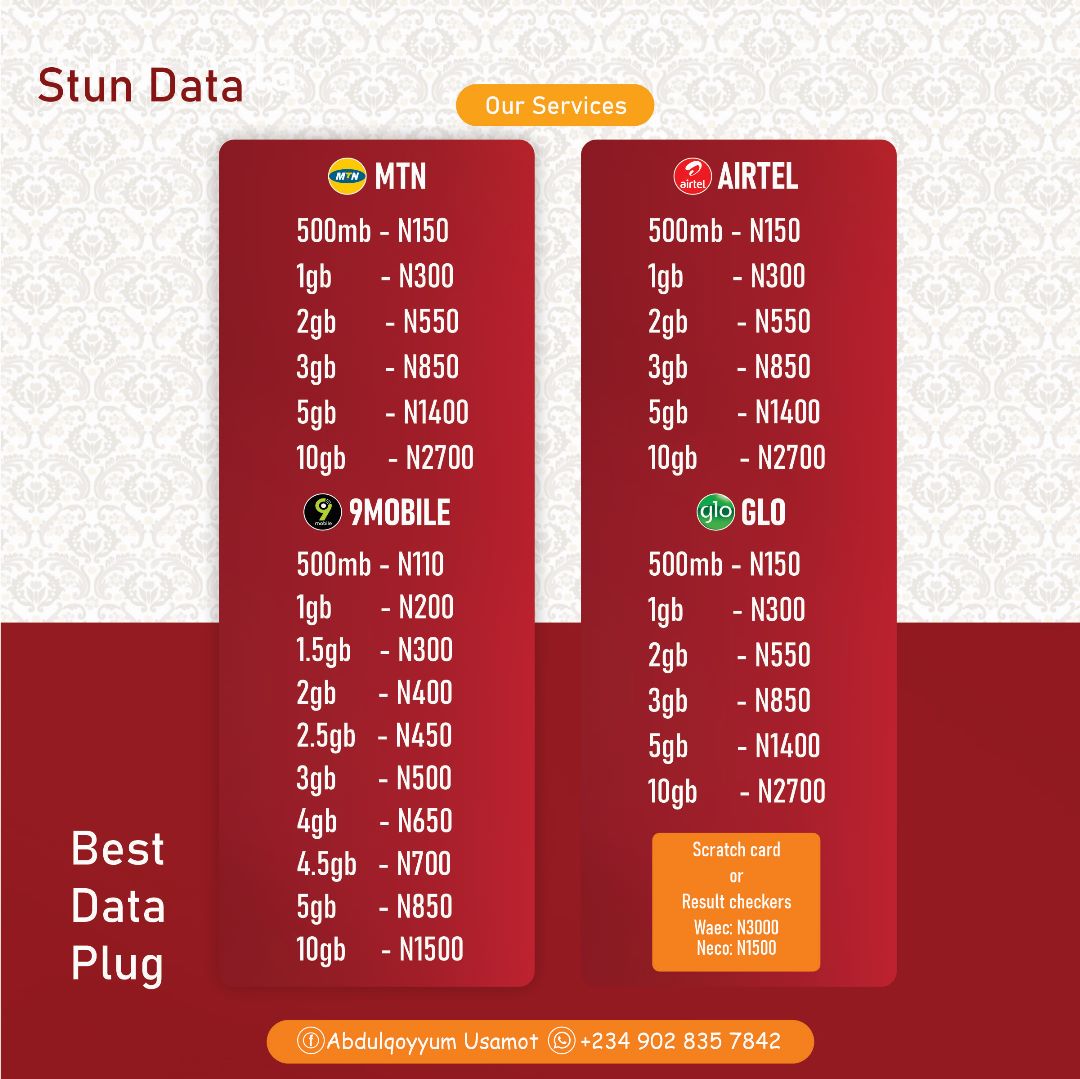 Stun Data
Our Services
MTN MTN
500mb - N150
1gb - N300
2gb - N550
3gb - N850
5gb - N1400
10gb - N2700
9 mobile 9MOBILE
500mb - N110
1gb - N200
1.5gb - N300
2gb - N400
2.5gb - N450
3gb - N500
4gb - N650
4.5gb - N700
5gb - N850
10gb - N1500
airtel AIRTEL
500mb - N150
1gb - N300
2gb - N550
3gb - N850
5gb - N1400
10gb - N2700
glo GLO
500mb - N150
1gb - N300
2gb - N550
3gb - N850
5gb - N1400
10gb - N2700
Scratch card
or
Result checkers
Waec: N3000
Neco: N1500
Best
Data
Plug
f Abdulqoyyum Usamot +234 902 835 7842